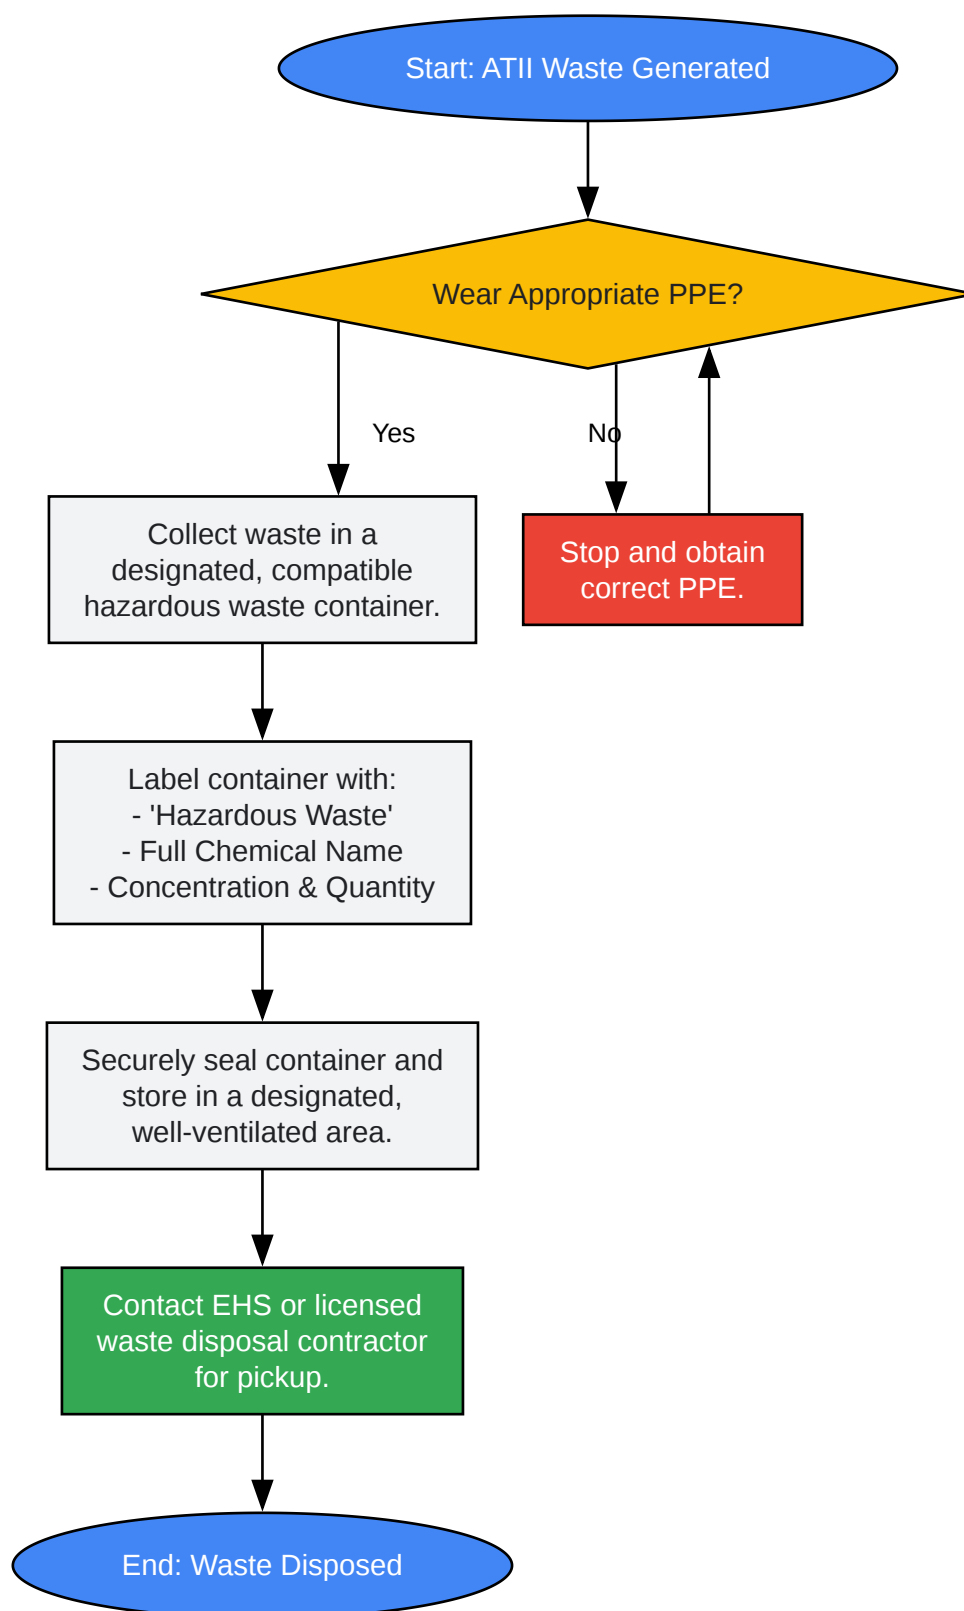 Start: ATII Waste Generated
Wear Appropriate PPE?
Yes
No
Collect waste in a
designated, compatible
hazardous waste container.
Stop and obtain
correct PPE.
Label container with:
- 'Hazardous Waste'
- Full Chemical Name
- Concentration & Quantity
Securely seal container and
store in a designated,
well-ventilated area.
Contact EHS or licensed
waste disposal contractor
for pickup.
End: Waste Disposed